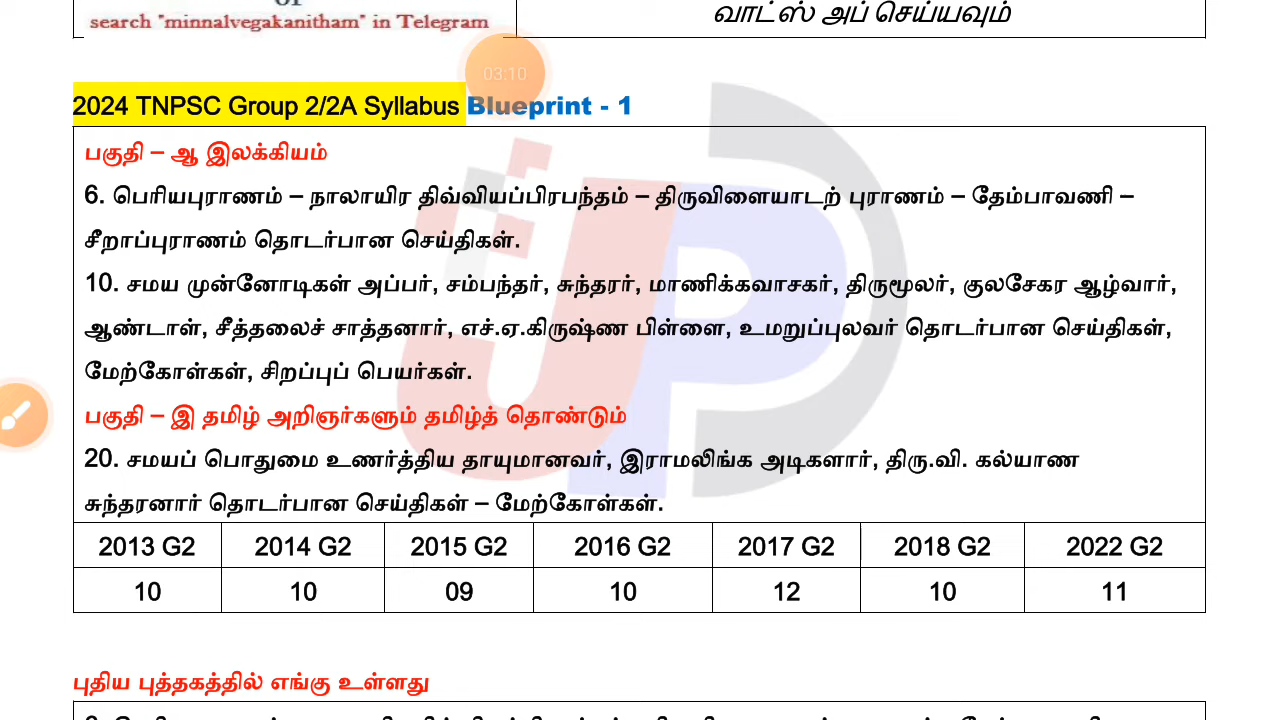 search "minnalvegakanitham" in Telegram
வாட்ஸ் அப் செய்யவும்
03:10
2024 TNPSC Group 2/2A Syllabus Blueprint - 1
பகுதி – ஆ இலக்கியம்
6. பெரியபுராணம் – நாலாயிர திவ்வியப்பிரபந்தம் – திருவிளையாடற் புராணம் – தேம்பாவணி –
சீறாப்புராணம் தொடர்பான செய்திகள்.
10. சமய முன்னோடிகள் அப்பர், சம்பந்தர், சுந்தரர், மாணிக்கவாசகர், திருமூலர், குலசேகர ஆழ்வார்,
ஆண்டாள், சீத்தலைச் சாத்தனார், எச்.ஏ.கிருஷ்ண பிள்ளை, உமறுப்புலவர் தொடர்பான செய்திகள்,
மேற்கோள்கள், சிறப்புப் பெயர்கள்.
பகுதி – இ தமிழ் அறிஞர்களும் தமிழ்த் தொண்டும்
20. சமயப் பொதுமை உணர்த்திய தாயுமானவர், இராமலிங்க அடிகளார், திரு.வி. கல்யாண
சுந்தரனார் தொடர்பான செய்திகள் – மேற்கோள்கள்.
2013 G2 2014 G2 2015 G2 2016 G2 2017 G2 2018 G2 2022 G2
10 10 09 10 12 10 11
புதிய புத்தகத்தில் எங்கு உள்ளது